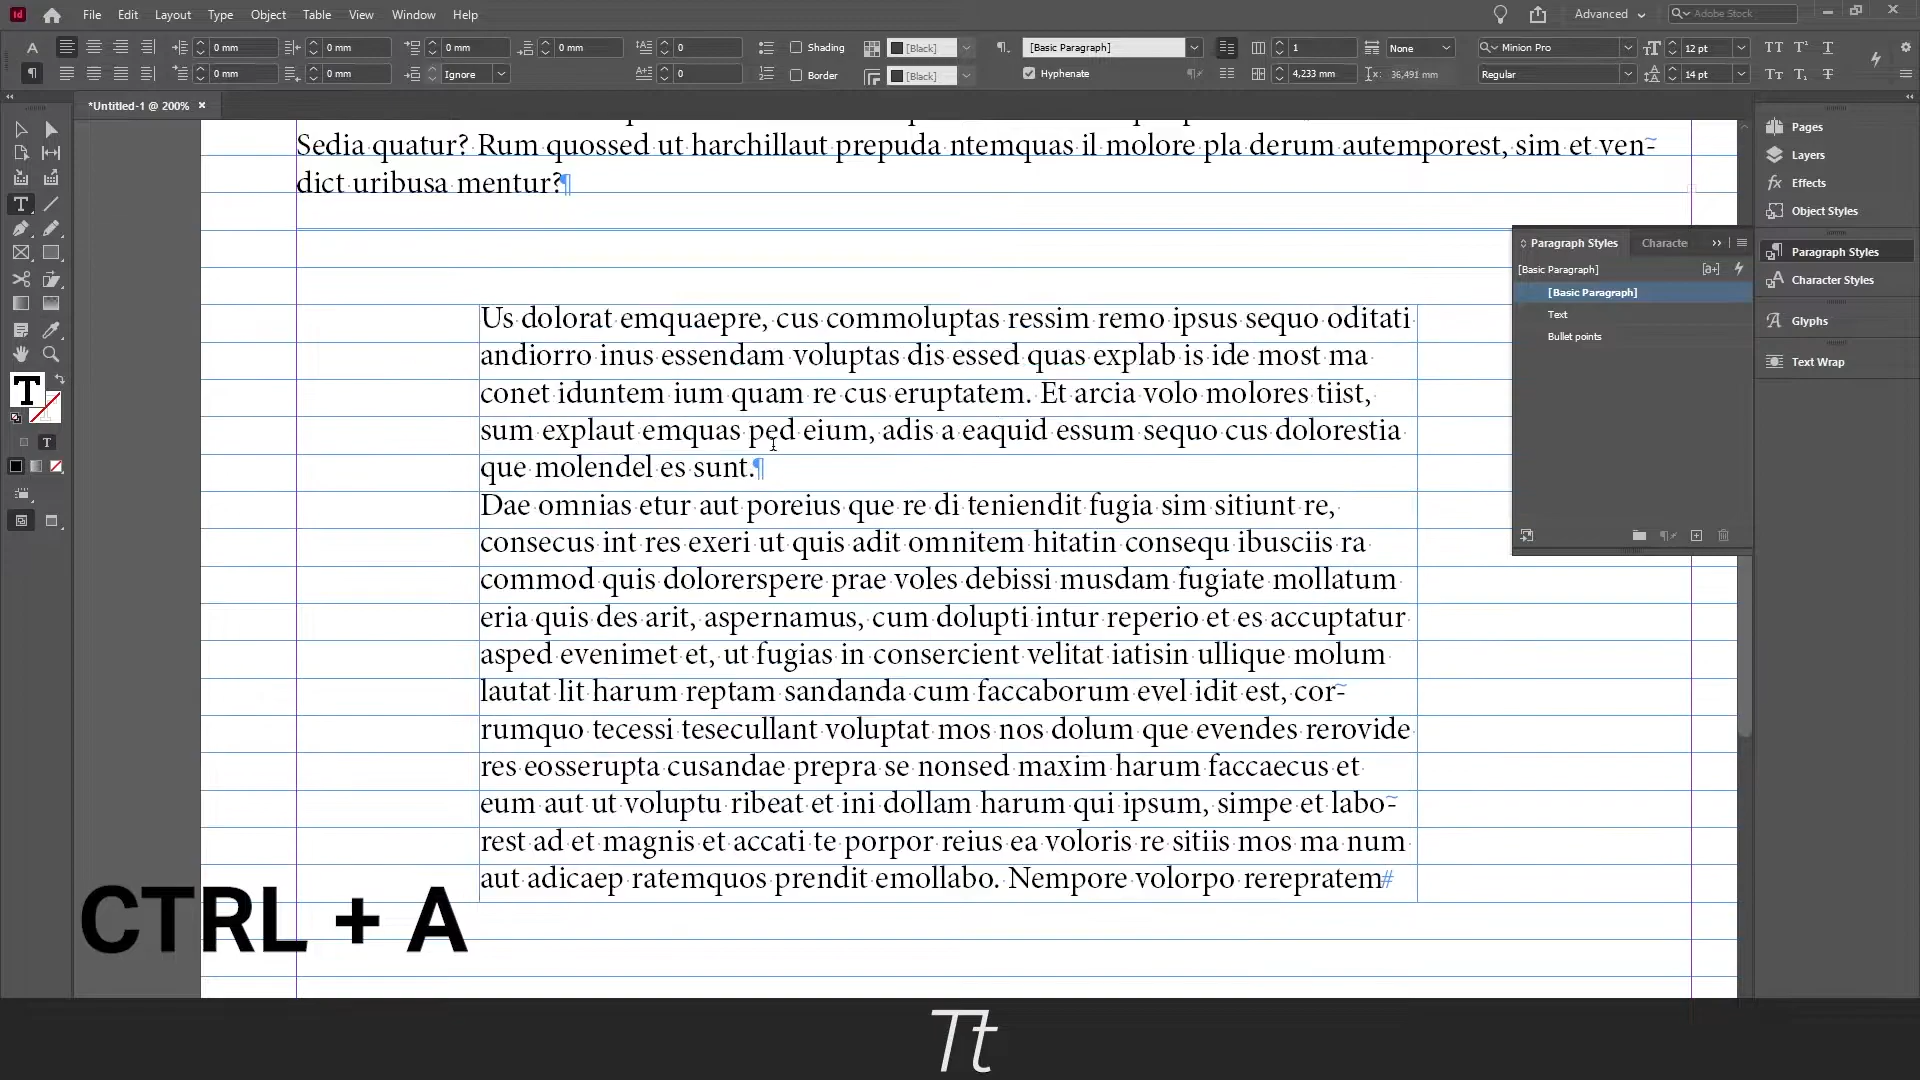 File Edit Layout Type Object Table View Window Help
Advanced
Adobe Stock
0 mm 0 mm 0 mm 0 mm 0 Shading [Black] [Basic Paragraph] 1 None Minion Pro 12 pt
0 mm 0 mm Ignore 0 Border [Black] Hyphenate 4,233 mm 36,491 mm Regular 14 pt
*Untitled-1 @ 200%
Sedia quatur? Rum quossed ut harchillaut prepuda ntemquas il molore pla derum autemporest, sim et ven-
dict uribusa mentur?¶
Us dolorat emquaepre, cus commoluptas ressim remo ipsus sequo oditati
andiorro inus essendam voluptas dis essed quas explab is ide most ma
conet iduntem ium quam re cus eruptatem. Et arcia volo molores tiist,
sum explaut emquas ped eium, adis a eaquid essum sequo cus dolorestia
que molendel es sunt.¶
Dae omnias etur aut poreius que re di teniendit fugia sim sitiunt re,
consecus int res exeri ut quis adit omnitem hitatin consequ ibusciis ra
commod quis dolorerspere prae voles debissi musdam fugiate mollatum
eria quis des arit, aspernamus, cum dolupti intur reperio et es accuptatur
asped evenimet et, ut fugias in consercient velitat iatisin ullique molum
lautat lit harum reptam sandanda cum faccaborum evel idit est, cor-
rumquo tecessi tesecullant voluptat mos nos dolum que evendes rerovide
res eosserupta cusandae prepra se nonsed maxim harum faccaecus et
eum aut ut voluptu ribeat et ini dollam harum qui ipsum, simpe et labo-
rest ad et magnis et accati te porpor reius ea voloris re sitiis mos ma num
aut adicaep ratemquos prendit emollabo. Nempore volorpo rerepratem#
Paragraph Styles Characte
[Basic Paragraph] [a+]
[Basic Paragraph]
Text
Bullet points
Pages
Layers
Effects
Object Styles
Paragraph Styles
Character Styles
Glyphs
Text Wrap
CTRL + A
Tt